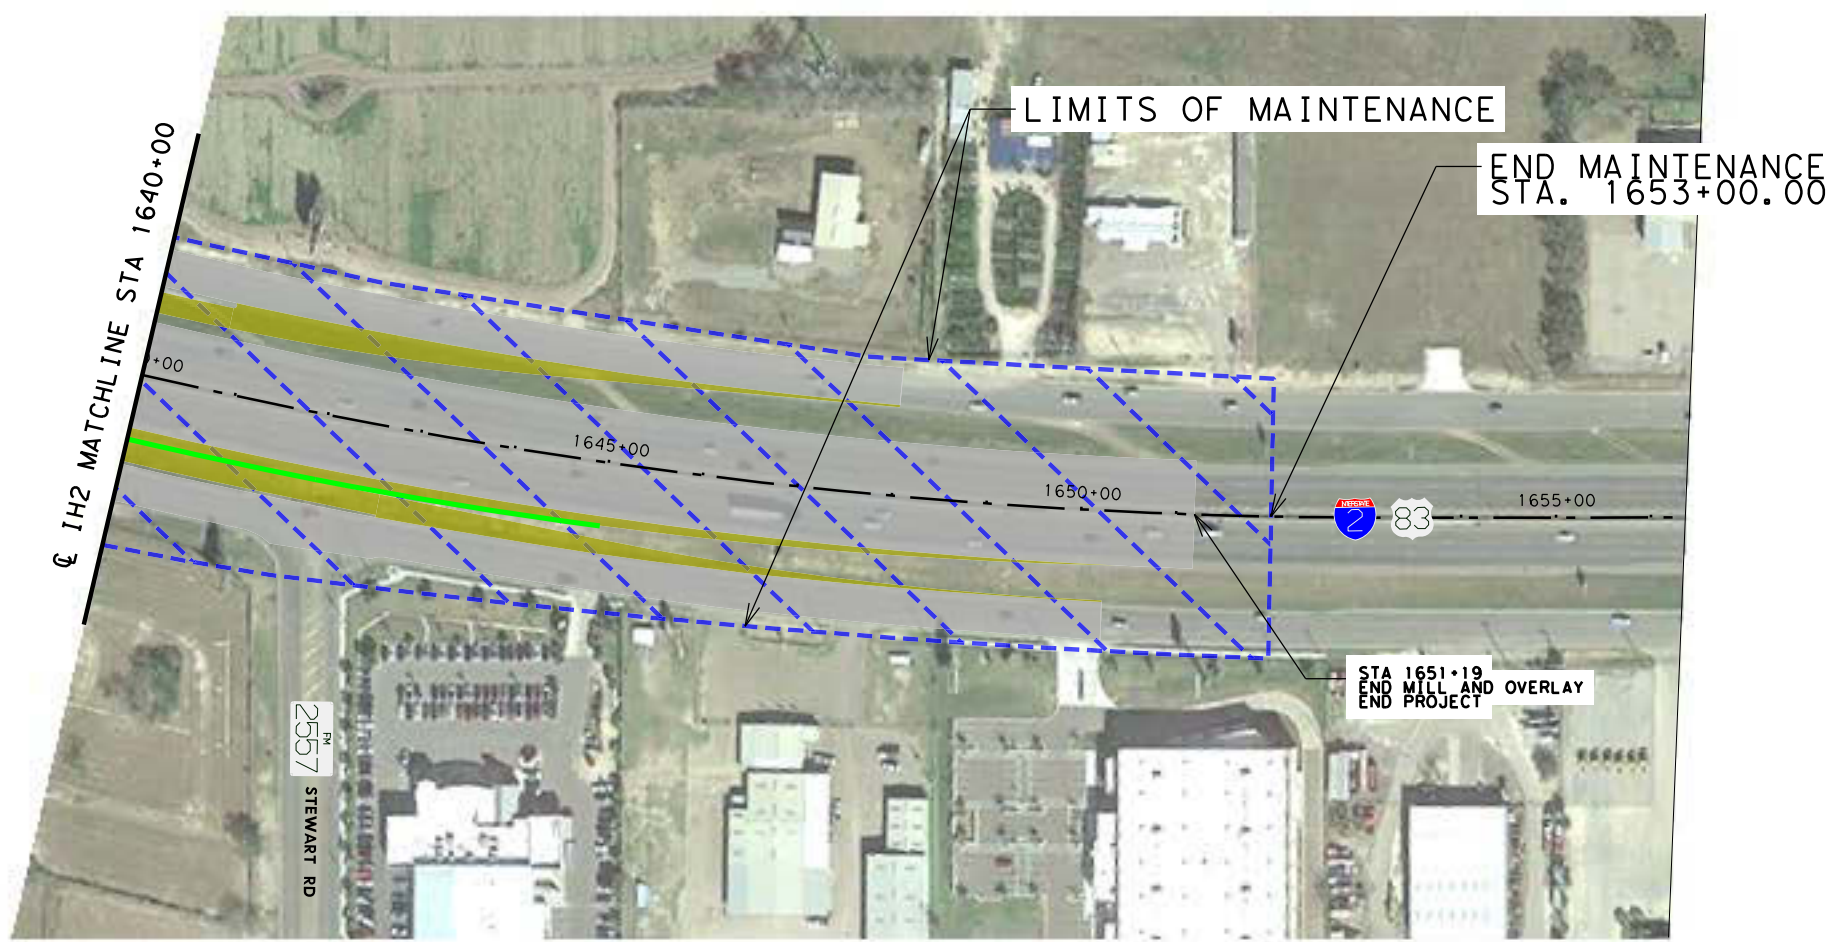 LIMITS OF MAINTENANCE
END MAINTENANCE
STA. 1653+00.00
℄ IH2 MATCHLINE STA 1640+00
+00
1645+00
1650+00
1655+00
2
83
STA 1651+19
END MILL AND OVERLAY
END PROJECT
FM
2557
STEWART RD